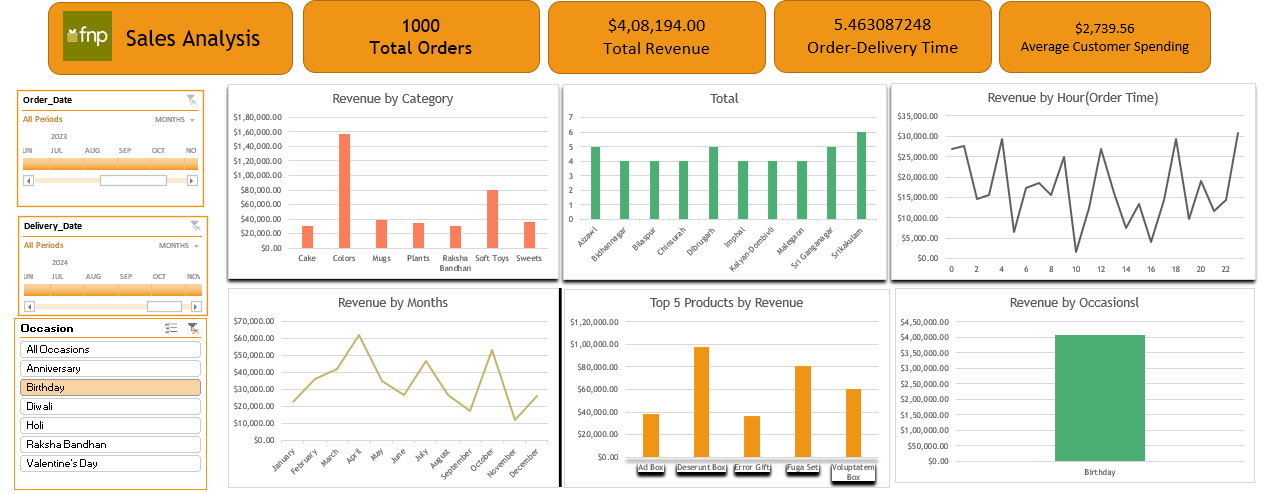 fnp
Sales Analysis
1000
Total Orders
$4,08,194.00
Total Revenue
5.463087248
Order-Delivery Time
$2,739.56
Average Customer Spending
Order_Date
All Periods
MONTHS
2023
UN JUL AUG SEP OCT NO
Delivery_Date
All Periods
MONTHS
2024
UN JUL AUG SEP OCT NOV
Occasion
All Occasions
Anniversary
Birthday
Diwali
Holi
Raksha Bandhan
Valentine's Day
Revenue by Category
$1,80,000.00
$1,60,000.00
$1,40,000.00
$1,20,000.00
$1,00,000.00
$80,000.00
$60,000.00
$40,000.00
$20,000.00
$0.00
Cake Colors Mugs Plants Raksha Soft Toys Sweets
Bandhan
Total
7
6
5
4
3
2
1
0
Aizawl Bidhannagar Bilaspur Chinsurah Dibrugarh Imphal Kalyan-Dombivli Malegaon Sri Ganganagar Srikakulam
Revenue by Hour(Order Time)
$35,000.00
$30,000.00
$25,000.00
$20,000.00
$15,000.00
$10,000.00
$5,000.00
$0.00
0 2 4 6 8 10 12 14 16 18 20 22
Revenue by Months
$70,000.00
$60,000.00
$50,000.00
$40,000.00
$30,000.00
$20,000.00
$10,000.00
$0.00
January February March April May June July August September October November December
Top 5 Products by Revenue
$1,20,000.00
$1,00,000.00
$80,000.00
$60,000.00
$40,000.00
$20,000.00
$0.00
Ad Box Deserunt Box Error Gift Fuga Set Voluptatem
Box
Revenue by Occasionsl
$4,50,000.00
$4,00,000.00
$3,50,000.00
$3,00,000.00
$2,50,000.00
$2,00,000.00
$1,50,000.00
$1,00,000.00
$50,000.00
$0.00
Birthday